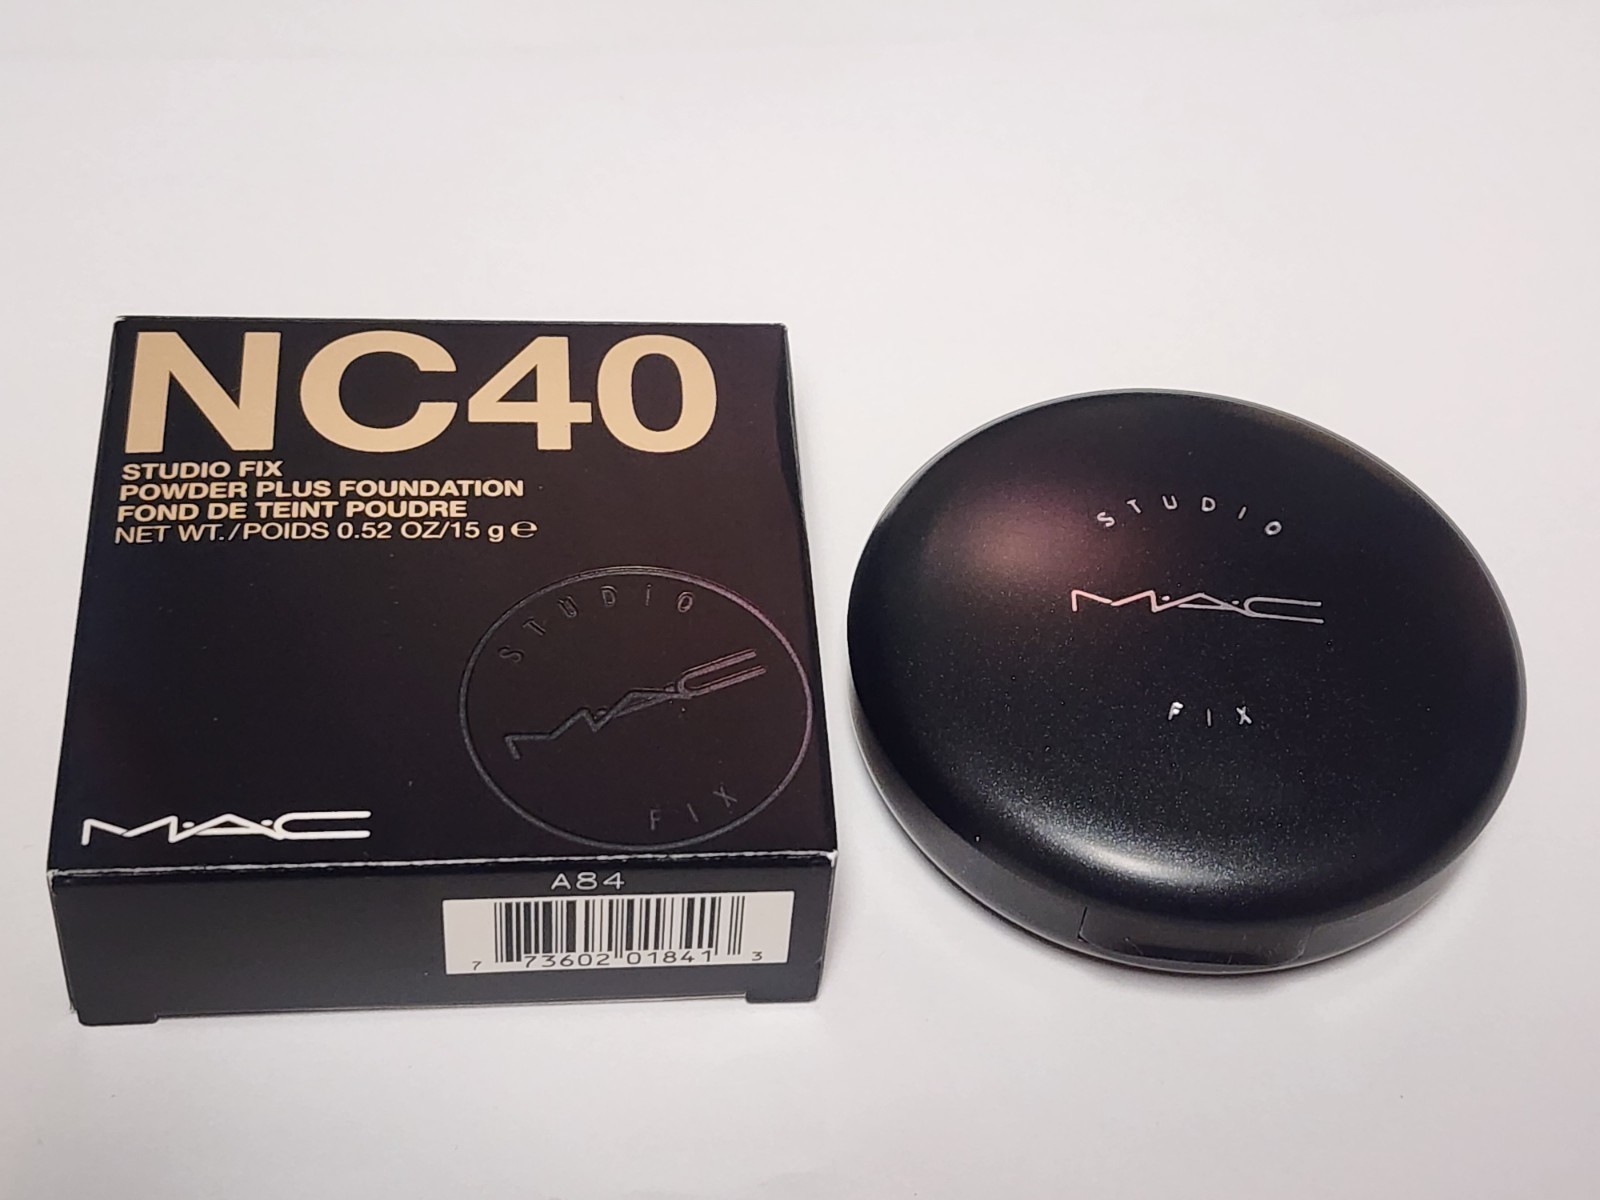 NC40
STUDIO FIX
POWDER PLUS FOUNDATION
FOND DE TEINT POUDRE
NET WT./POIDS 0.52 OZ/15 g e
STUDIO
M·A·C
FIX
M·A·C
A84
7 73602 01841 3
STUDIO
M·A·C
FIX